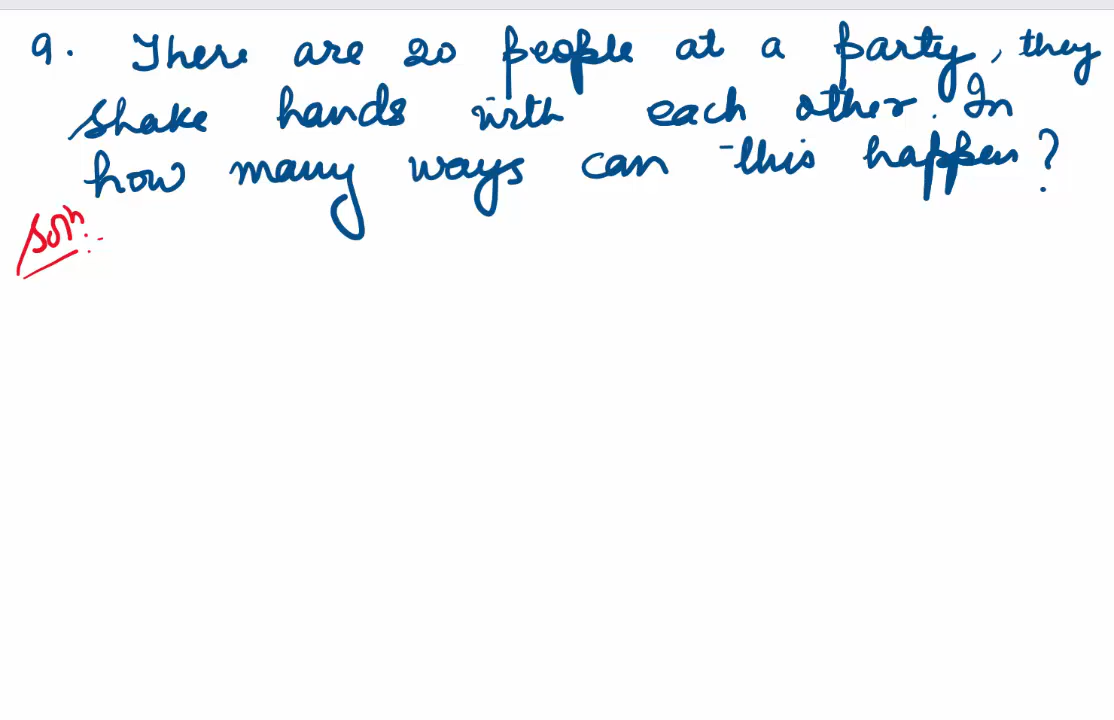 9. There are 20 people at a party, they
shake hands with each other. In
how many ways can this happen?
Soln:-